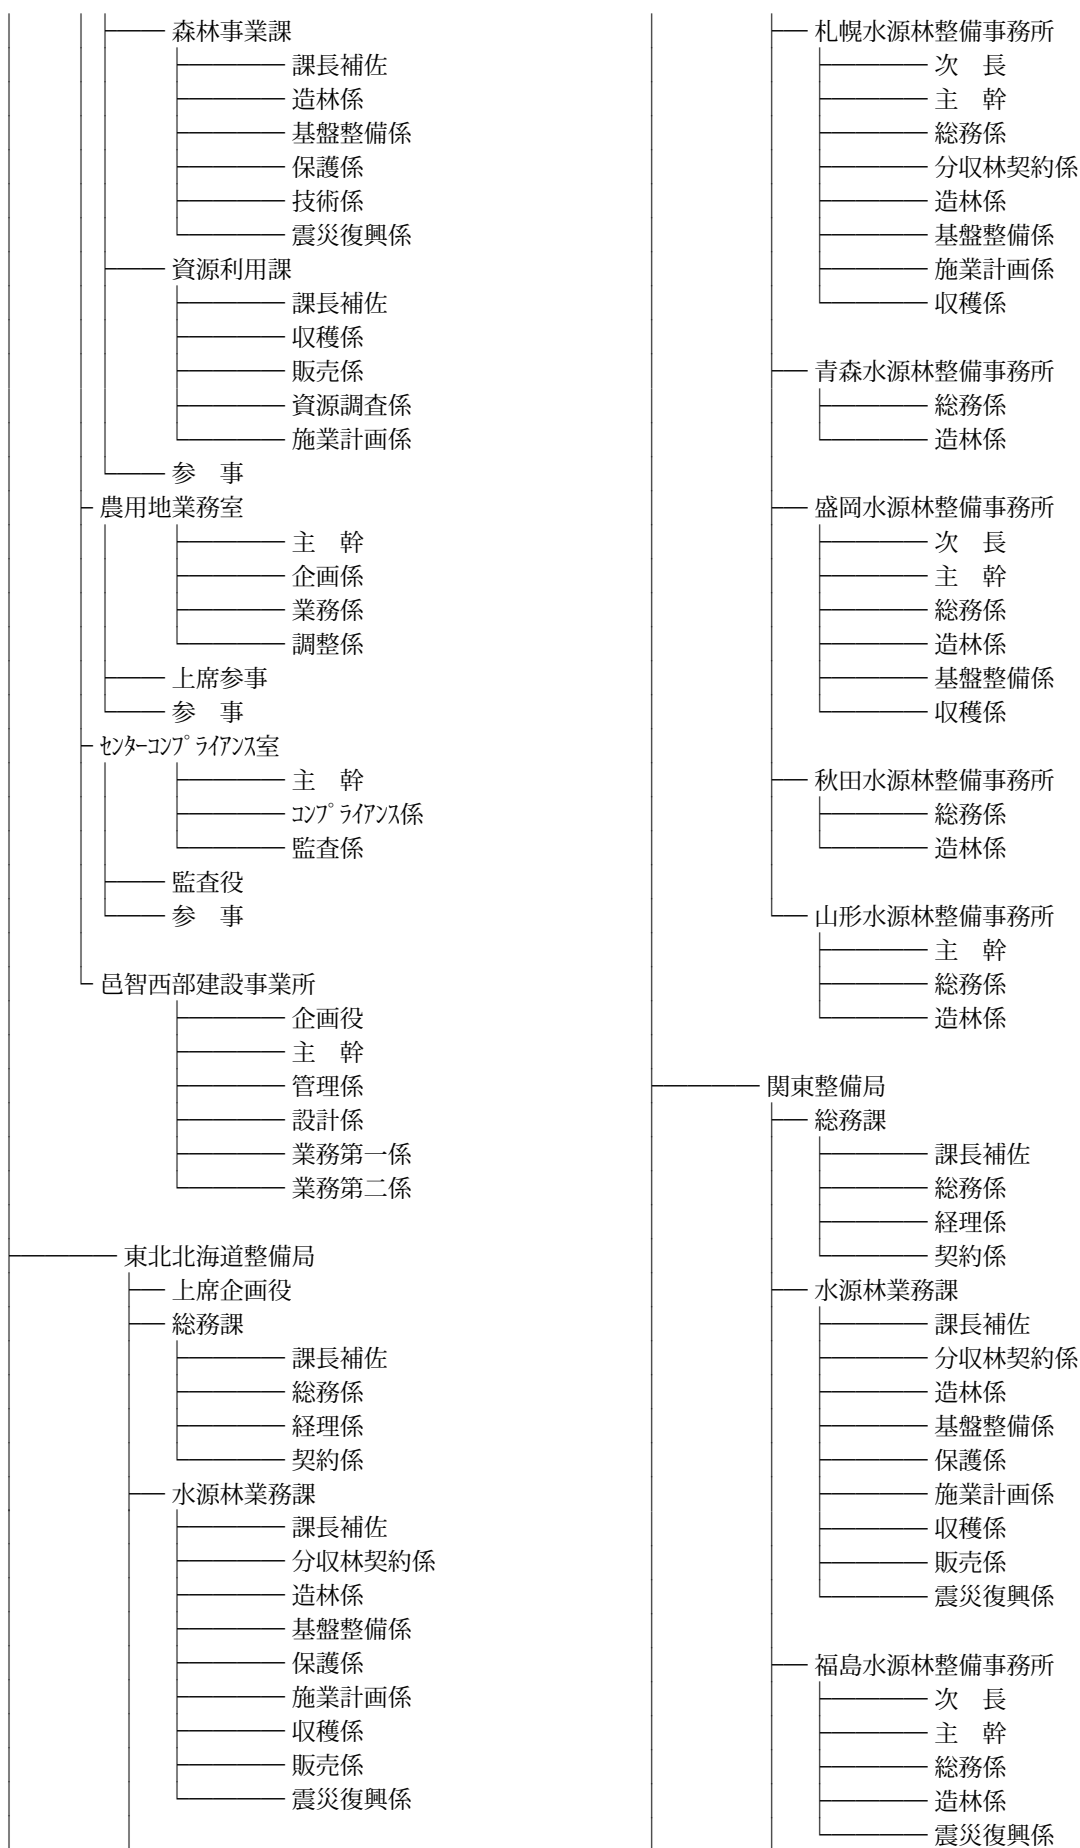 森林事業課
課長補佐
造林係
基盤整備係
保護係
技術係
震災復興係
資源利用課
課長補佐
収穫係
販売係
資源調査係
施業計画係
参　事
農用地業務室
主　幹
企画係
業務係
調整係
上席参事
参　事
ｾﾝﾀｰｺﾝﾌﾟﾗｲｱﾝｽ室
主　幹
ｺﾝﾌﾟﾗｲｱﾝｽ係
監査係
監査役
参　事
邑智西部建設事業所
企画役
主　幹
管理係
設計係
業務第一係
業務第二係
東北北海道整備局
上席企画役
総務課
課長補佐
総務係
経理係
契約係
水源林業務課
課長補佐
分収林契約係
造林係
基盤整備係
保護係
施業計画係
収穫係
販売係
震災復興係
札幌水源林整備事務所
次　長
主　幹
総務係
分収林契約係
造林係
基盤整備係
施業計画係
収穫係
青森水源林整備事務所
総務係
造林係
盛岡水源林整備事務所
次　長
主　幹
総務係
造林係
基盤整備係
収穫係
秋田水源林整備事務所
総務係
造林係
山形水源林整備事務所
主　幹
総務係
造林係
関東整備局
総務課
課長補佐
総務係
経理係
契約係
水源林業務課
課長補佐
分収林契約係
造林係
基盤整備係
保護係
施業計画係
収穫係
販売係
震災復興係
福島水源林整備事務所
次　長
主　幹
総務係
造林係
震災復興係